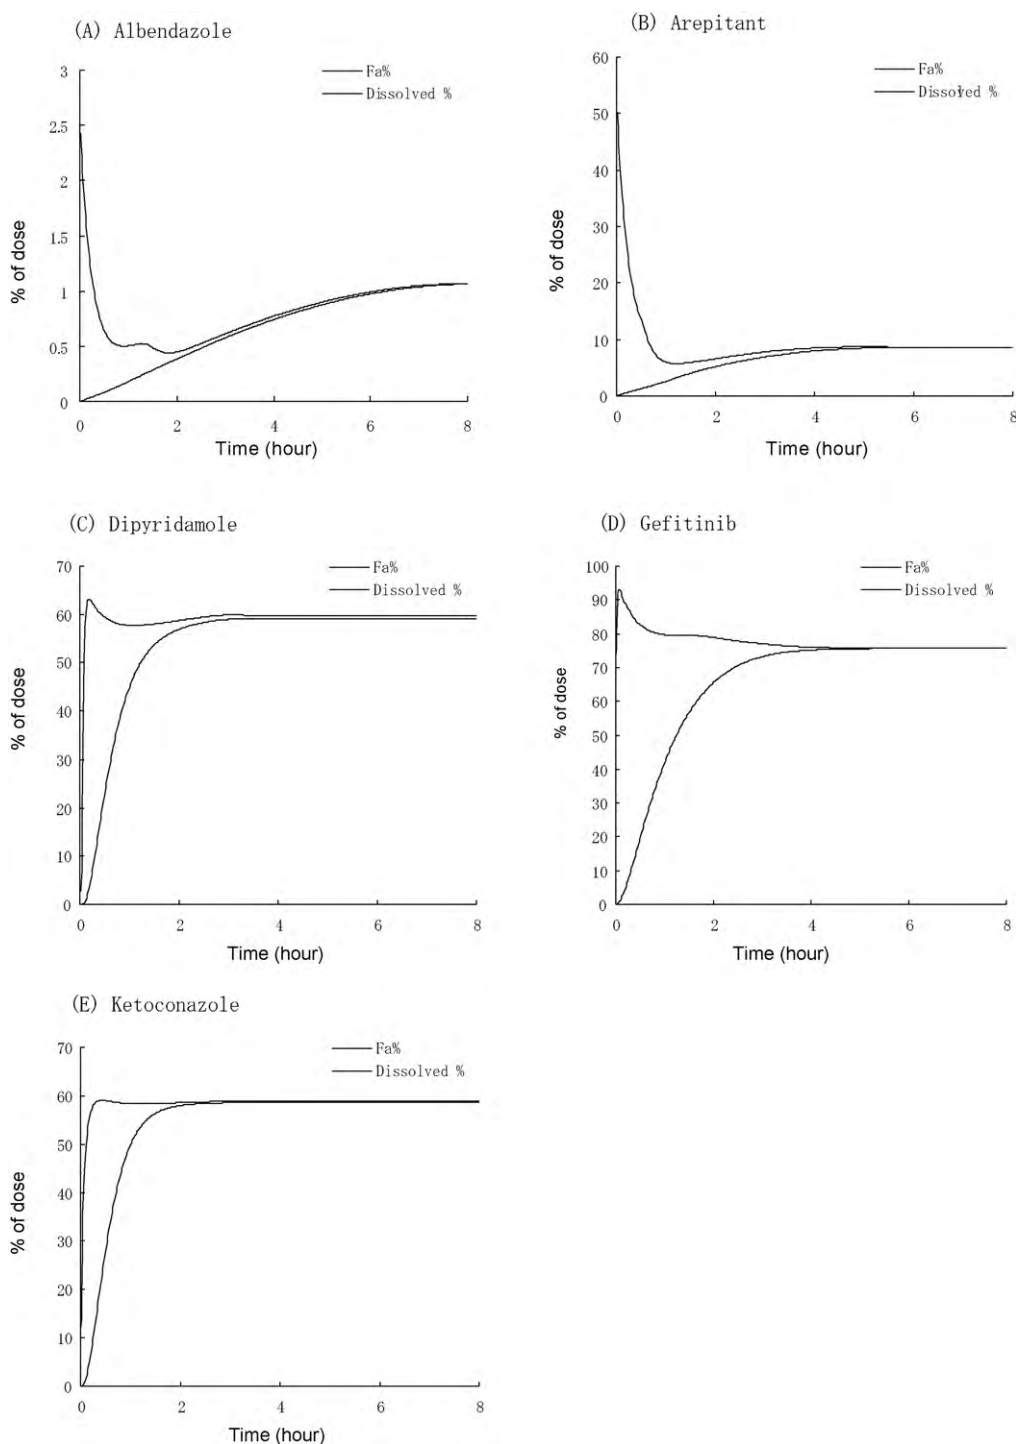 (A) Albendazole
Fa%
Dissolved %
3
2.5
2
1.5
1
0.5
0
% of dose
0 2 4 6 8
Time (hour)
(B) Arepitant
Fa%
Dissolved %
60
50
40
30
20
10
0
% of dose
0 2 4 6 8
Time (hour)
(C) Dipyridamole
Fa%
Dissolved %
70
60
50
40
30
20
10
0
% of dose
0 2 4 6 8
Time (hour)
(D) Gefitinib
Fa%
Dissolved %
100
90
80
70
60
50
40
30
20
10
0
% of dose
0 2 4 6 8
Time (hour)
(E) Ketoconazole
Fa%
Dissolved %
70
60
50
40
30
20
10
0
% of dose
0 2 4 6 8
Time (hour)